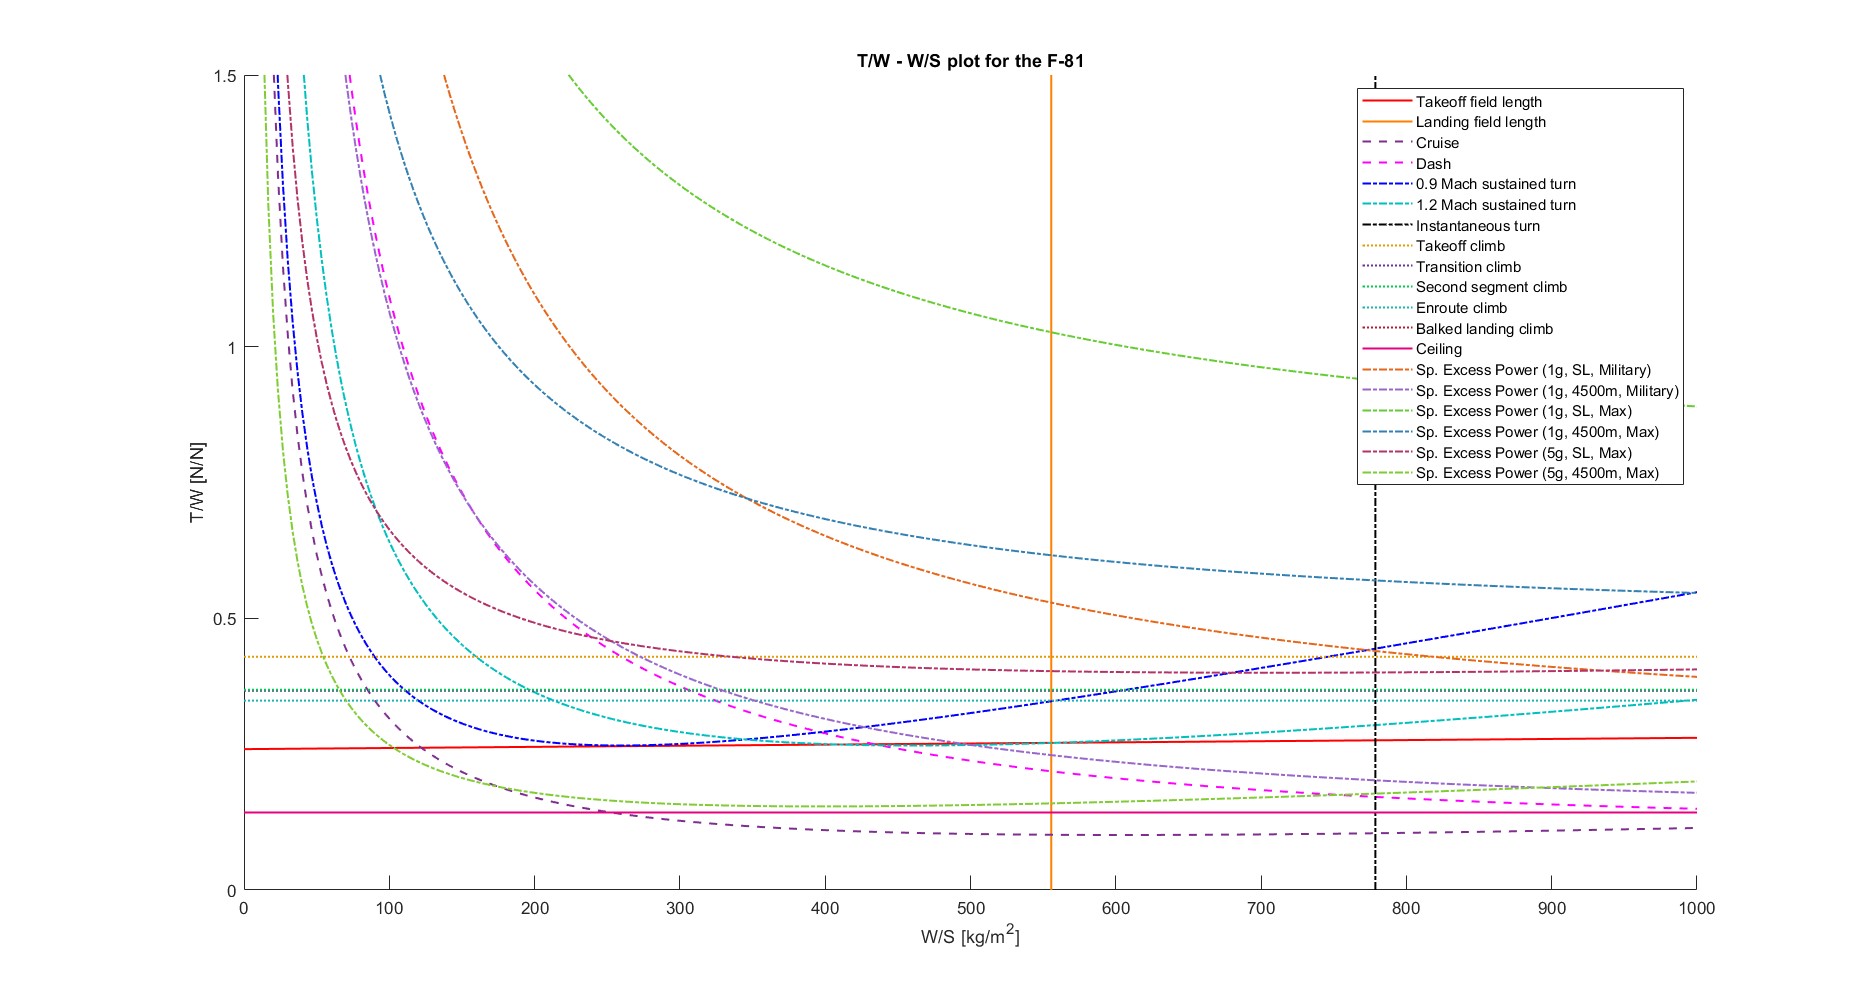 T/W - W/S plot for the F-81
1.5
1
0.5
0
T/W [N/N]
0 100 200 300 400 500 600 700 800 900 1000
W/S [kg/m²]
Takeoff field length
Landing field length
Cruise
Dash
0.9 Mach sustained turn
1.2 Mach sustained turn
Instantaneous turn
Takeoff climb
Transition climb
Second segment climb
Enroute climb
Balked landing climb
Ceiling
Sp. Excess Power (1g, SL, Military)
Sp. Excess Power (1g, 4500m, Military)
Sp. Excess Power (1g, SL, Max)
Sp. Excess Power (1g, 4500m, Max)
Sp. Excess Power (5g, SL, Max)
Sp. Excess Power (5g, 4500m, Max)